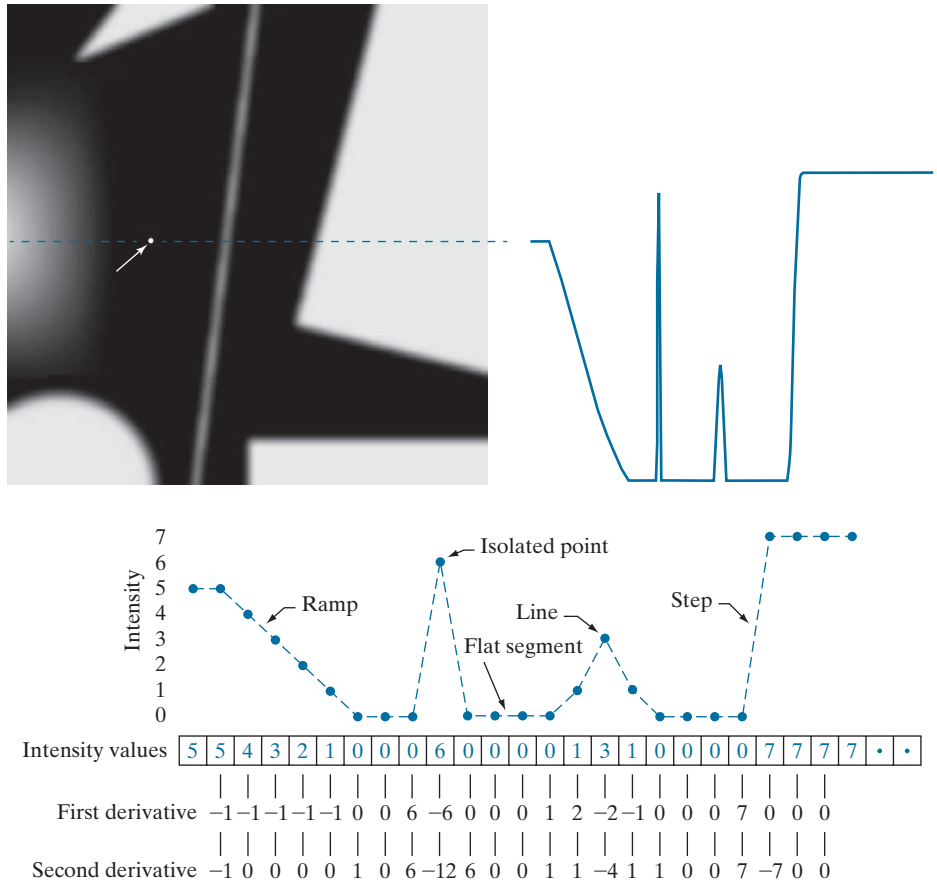 7
6
Isolated point
5
Ramp
Line
Step
4
3
Flat segment
2
1
0
Intensity
Intensity values 5 5 4 3 2 1 0 0 0 6 0 0 0 0 1 3 1 0 0 0 0 7 7 7 7 • •
First derivative −1 −1 −1 −1 −1 0 0 6 −6 0 0 0 1 2 −2 −1 0 0 0 7 0 0 0
Second derivative −1 0 0 0 0 1 0 6 −12 6 0 0 1 1 −4 1 1 0 0 7 −7 0 0